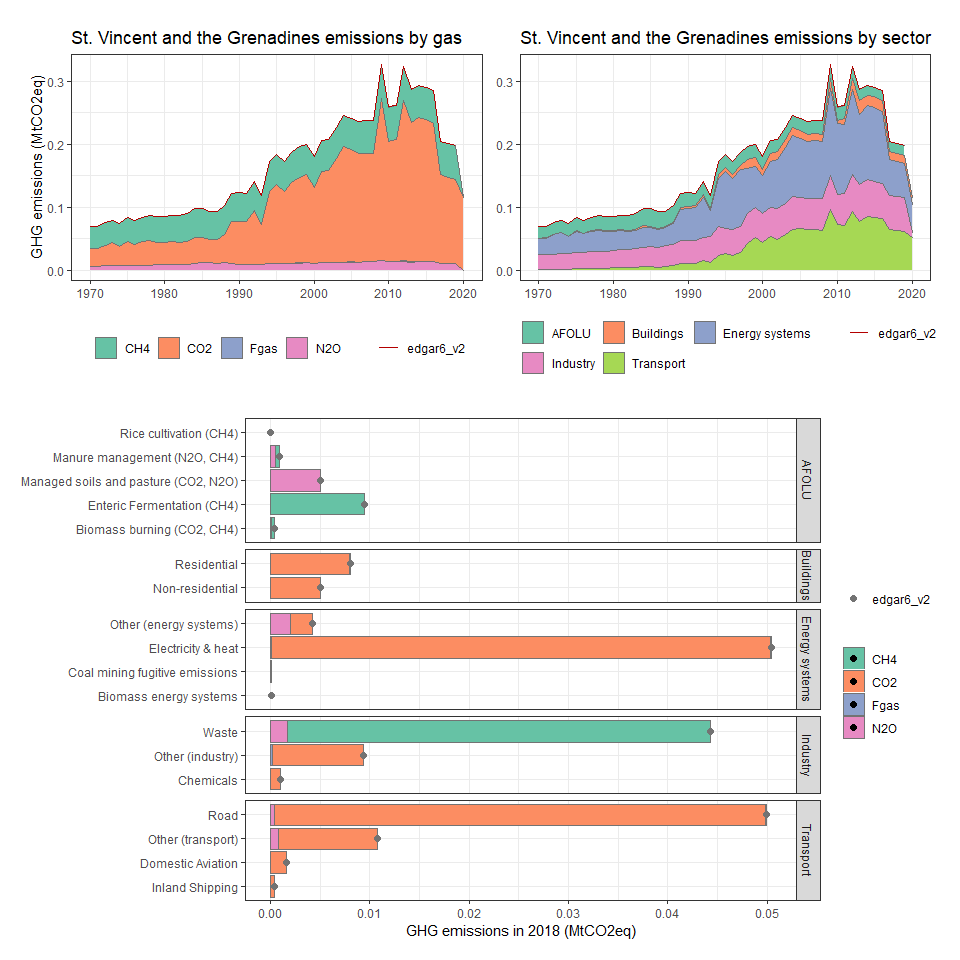 St. Vincent and the Grenadines emissions by gas
GHG emissions (MtCO2eq)
0.3
0.2
0.1
0.0
1970
1980
1990
2000
2010
2020
CH4
CO2
Fgas
N2O
edgar6_v2
St. Vincent and the Grenadines emissions by sector
0.3
0.2
0.1
0.0
1970
1980
1990
2000
2010
2020
AFOLU
Buildings
Energy systems
edgar6_v2
Industry
Transport
Rice cultivation (CH4)
Manure management (N2O, CH4)
Managed soils and pasture (CO2, N2O)
Enteric Fermentation (CH4)
Biomass burning (CO2, CH4)
AFOLU
Residential
Non-residential
Buildings
Other (energy systems)
Electricity & heat
Coal mining fugitive emissions
Biomass energy systems
Energy systems
Waste
Other (industry)
Chemicals
Industry
Road
Other (transport)
Domestic Aviation
Inland Shipping
Transport
0.00
0.01
0.02
0.03
0.04
0.05
GHG emissions in 2018 (MtCO2eq)
edgar6_v2
CH4
CO2
Fgas
N2O